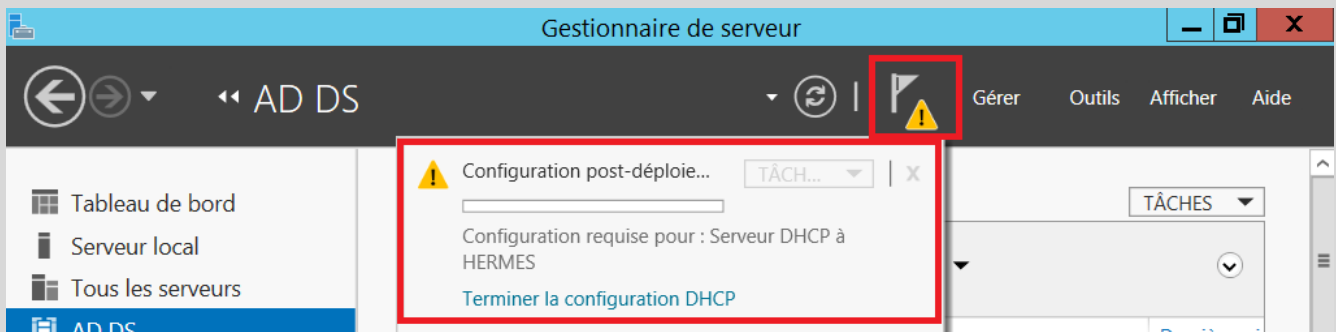 Gestionnaire de serveur
AD DS
Gérer Outils Afficher Aide
Configuration post-déploie... TÂCH... X
Configuration requise pour : Serveur DHCP à
HERMES
Terminer la configuration DHCP
Tableau de bord
Serveur local
Tous les serveurs
AD DS
TÂCHES